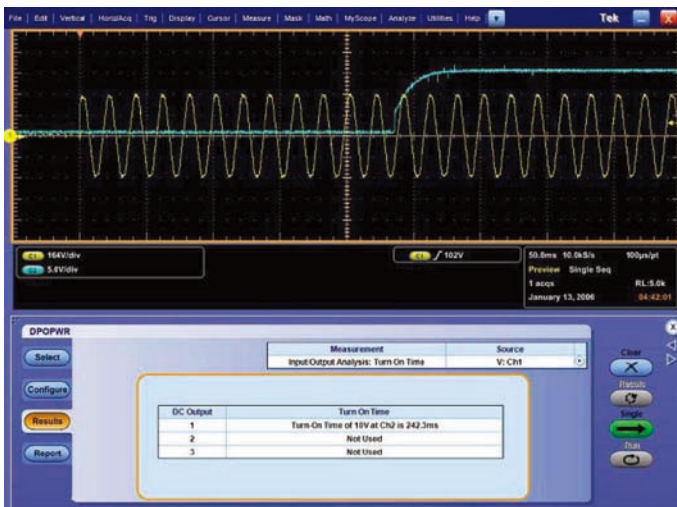 File | Edit | Vertical | Horiz/Acq | Trig | Display | Cursor | Measure | Mask | Math | MyScope | Analyze | Utilities | Help
Tek
X
1
C1 164V/div
C2 5.0V/div
C1 102V
50.0ms 10.0kS/s 100µs/pt
Preview Single Seq
1 acqs RL:5.0k
January 13, 2006 04:42:01
DPOPWR
X
Select
Configure
Results
Report
Measurement Source
Input/Output Analysis: Turn On Time V: Ch1
DC Output Turn On Time
1 Turn-On Time of 10V at Ch2 is 242.3ms
2 Not Used
3 Not Used
Clear
Single
Run